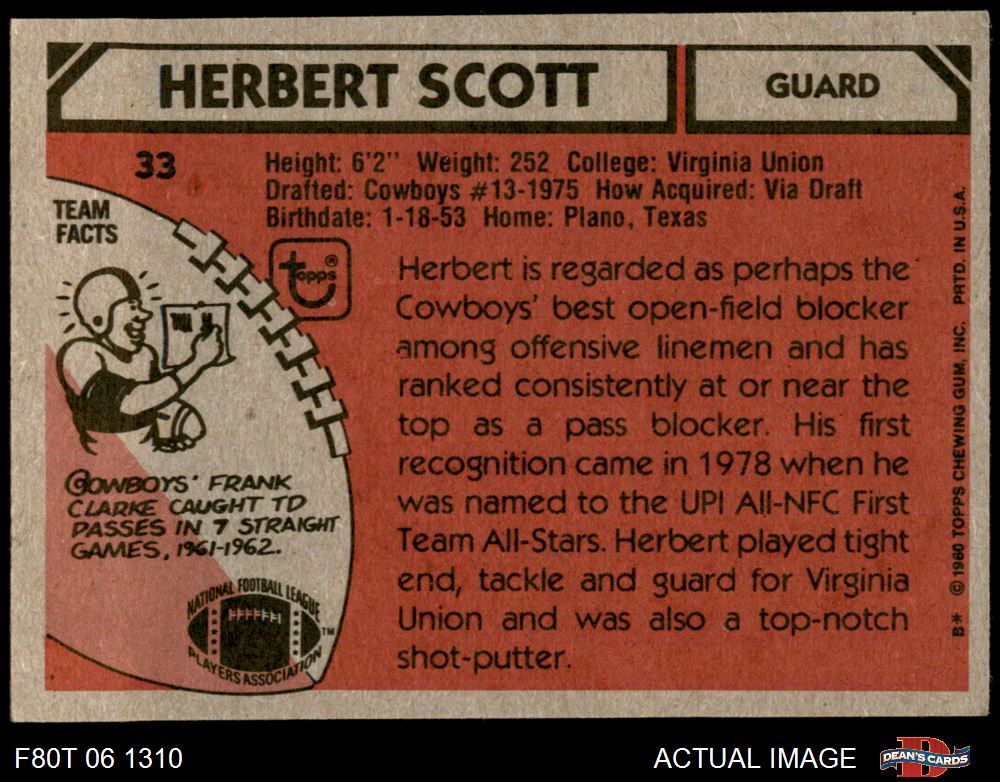 HERBERT SCOTT
GUARD
33
Height: 6'2" Weight: 252 College: Virginia Union
Drafted: Cowboys #13-1975 How Acquired: Via Draft
Birthdate: 1-18-53 Home: Plano, Texas
TEAM
FACTS
topps®
Herbert is regarded as perhaps the
Cowboys' best open-field blocker
among offensive linemen and has
ranked consistently at or near the
top as a pass blocker. His first
recognition came in 1978 when he
was named to the UPI All-NFC First
Team All-Stars. Herbert played tight
end, tackle and guard for Virginia
Union and was also a top-notch
shot-putter.
COWBOYS' FRANK
CLARKE CAUGHT TD
PASSES IN 7 STRAIGHT
GAMES, 1961-1962.
NATIONAL FOOTBALL LEAGUE
PLAYERS ASSOCIATION
TM
B* © 1980 TOPPS CHEWING GUM, INC. PRTD. IN U.S.A.
F80T 06 1310
ACTUAL IMAGE
DEAN'S CARDS